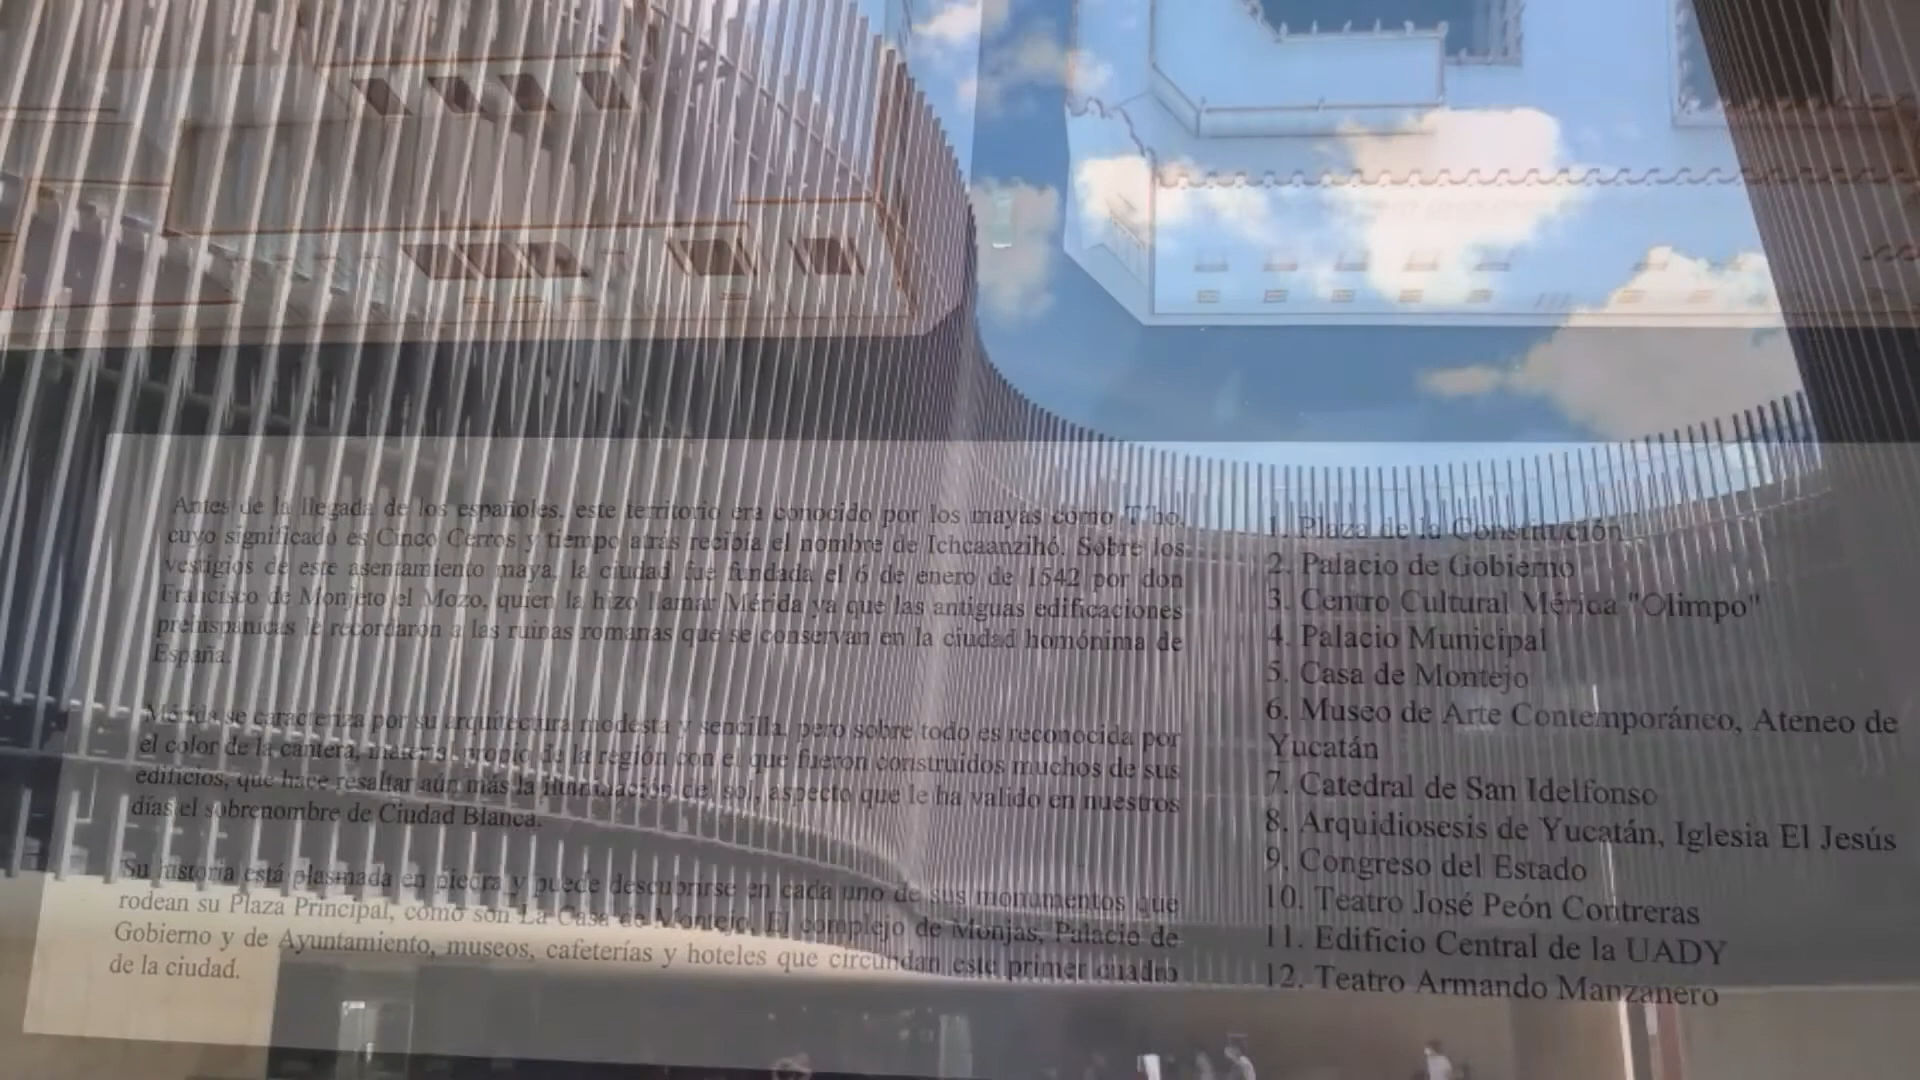 Antes de la llegada de los españoles, este territorio era conocido por los mayas como T'ho,
cuyo significado es Cinco Cerros y tiempo atrás recibía el nombre de Ichcaanzihó. Sobre los
vestigios de este asentamiento maya, la ciudad fue fundada el 6 de enero de 1542 por don
Francisco de Monjeto el Mozo, quien la hizo llamar Mérida ya que las antiguas edificaciones
prehispánicas le recordaron a las ruinas romanas que se conservan en la ciudad homónima de
España.
Mérida se caracteriza por su arquitectura modesta y sencilla, pero sobre todo es reconocida por
el color de la cantera, material propio de la región con el que fueron construidos muchos de sus
edificios, que hace resaltar aún más la iluminación del sol, aspecto que le ha valido en nuestros
días el sobrenombre de Ciudad Blanca.
Su historia está plasmada en piedra y puede descubrirse en cada uno de sus monumentos que
rodean su Plaza Principal, como son La Casa de Montejo, El complejo de Monjas, Palacio de
Gobierno y de Ayuntamiento, museos, cafeterías y hoteles que circundan este primer cuadro
de la ciudad.
1. Plaza de la Constitución
2. Palacio de Gobierno
3. Centro Cultural Mérida "Olimpo"
4. Palacio Municipal
5. Casa de Montejo
6. Museo de Arte Contemporáneo, Ateneo de
Yucatán
7. Catedral de San Idelfonso
8. Arquidiosesis de Yucatán, Iglesia El Jesús
9. Congreso del Estado
10. Teatro José Peón Contreras
11. Edificio Central de la UADY
12. Teatro Armando Manzanero